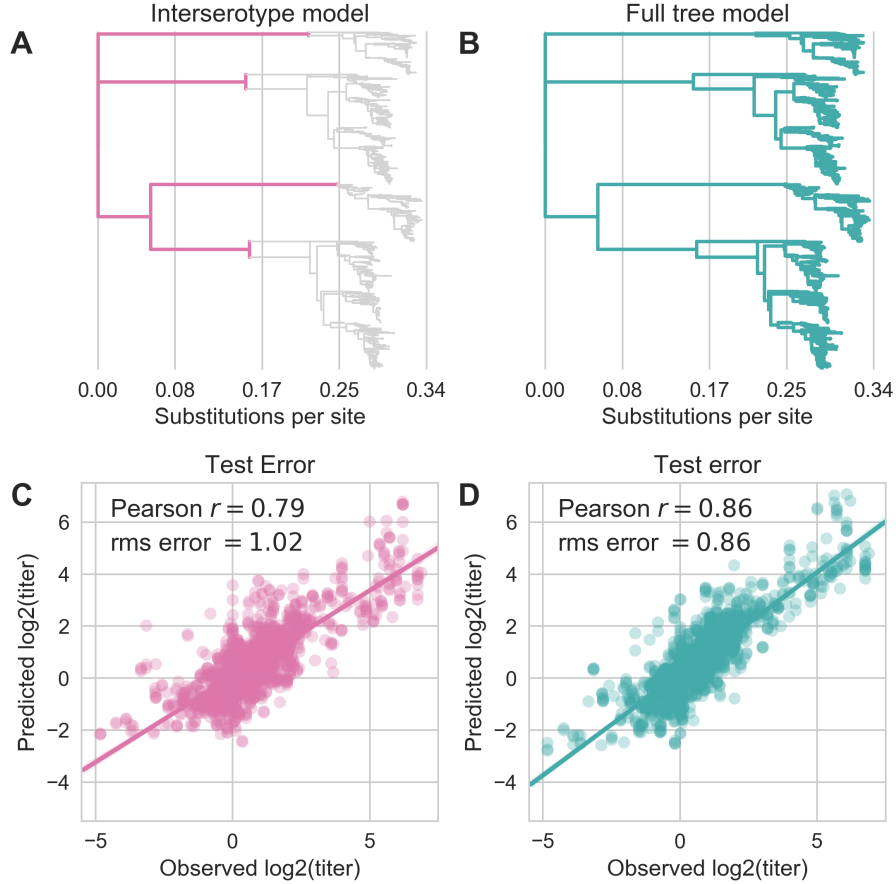 Interserotype model
Full tree model
A
B
0.00 0.08 0.17 0.25 0.34
Substitutions per site
0.00 0.08 0.17 0.25 0.34
Substitutions per site
Test Error
Test error
C
D
Pearson r = 0.79
rms error = 1.02
Pearson r = 0.86
rms error = 0.86
6
4
2
0
−2
−4
Predicted log2(titer)
−5 0 5
Observed log2(titer)
6
4
2
0
−2
−4
Predicted log2(titer)
−5 0 5
Observed log2(titer)